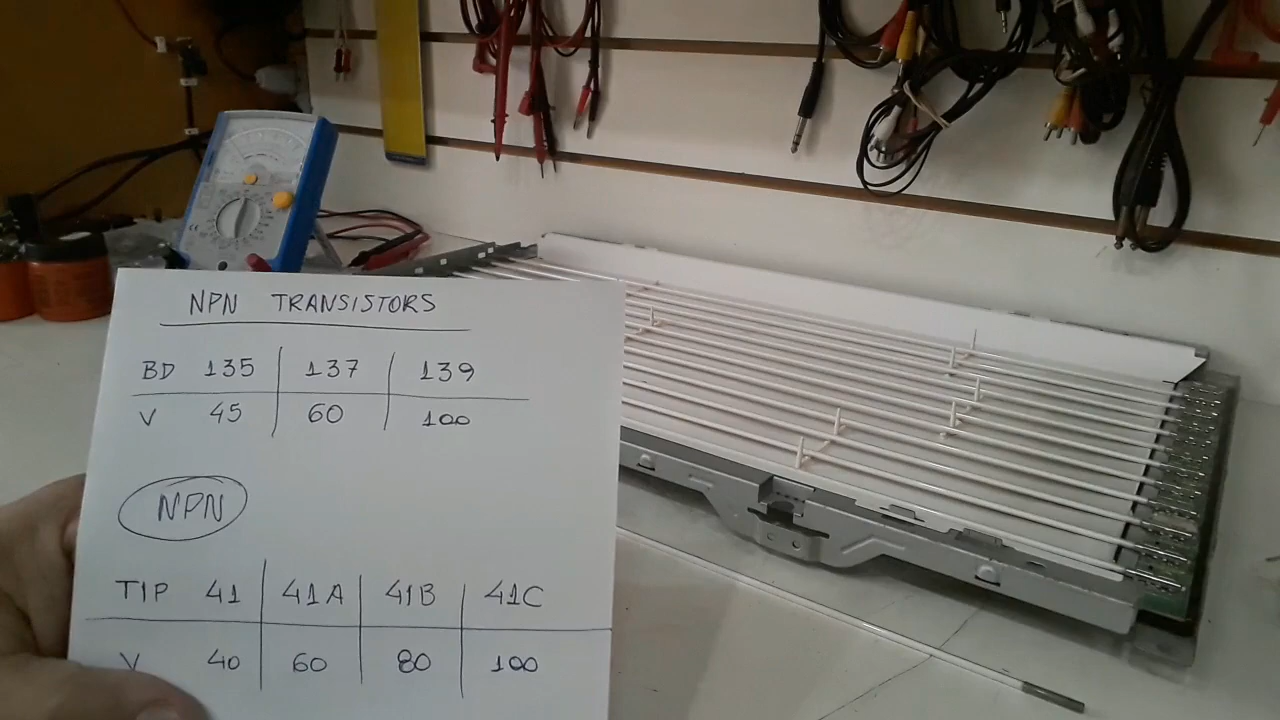 NPN TRANSISTORS
BD 135 137 139
V 45 60 100
NPN
TIP 41 41A 41B 41C
V 40 60 80 100